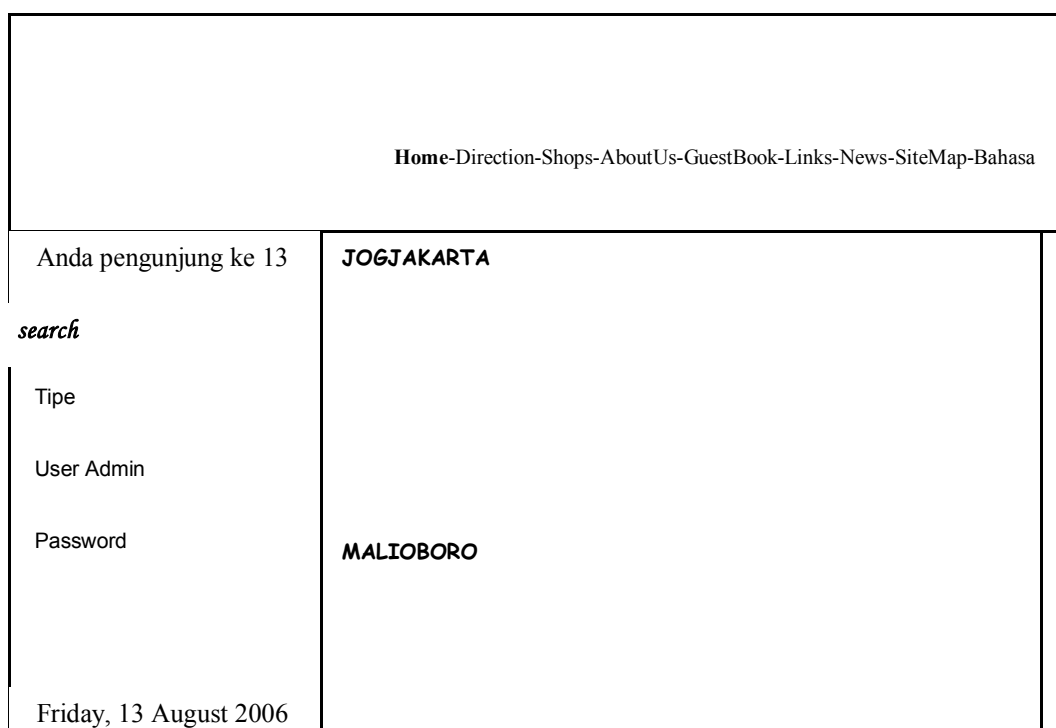 Home-Direction-Shops-AboutUs-GuestBook-Links-News-SiteMap-Bahasa
Anda pengunjung ke 13
search
Tipe
User Admin
Password
Friday, 13 August 2006
JOGJAKARTA
MALIOBORO